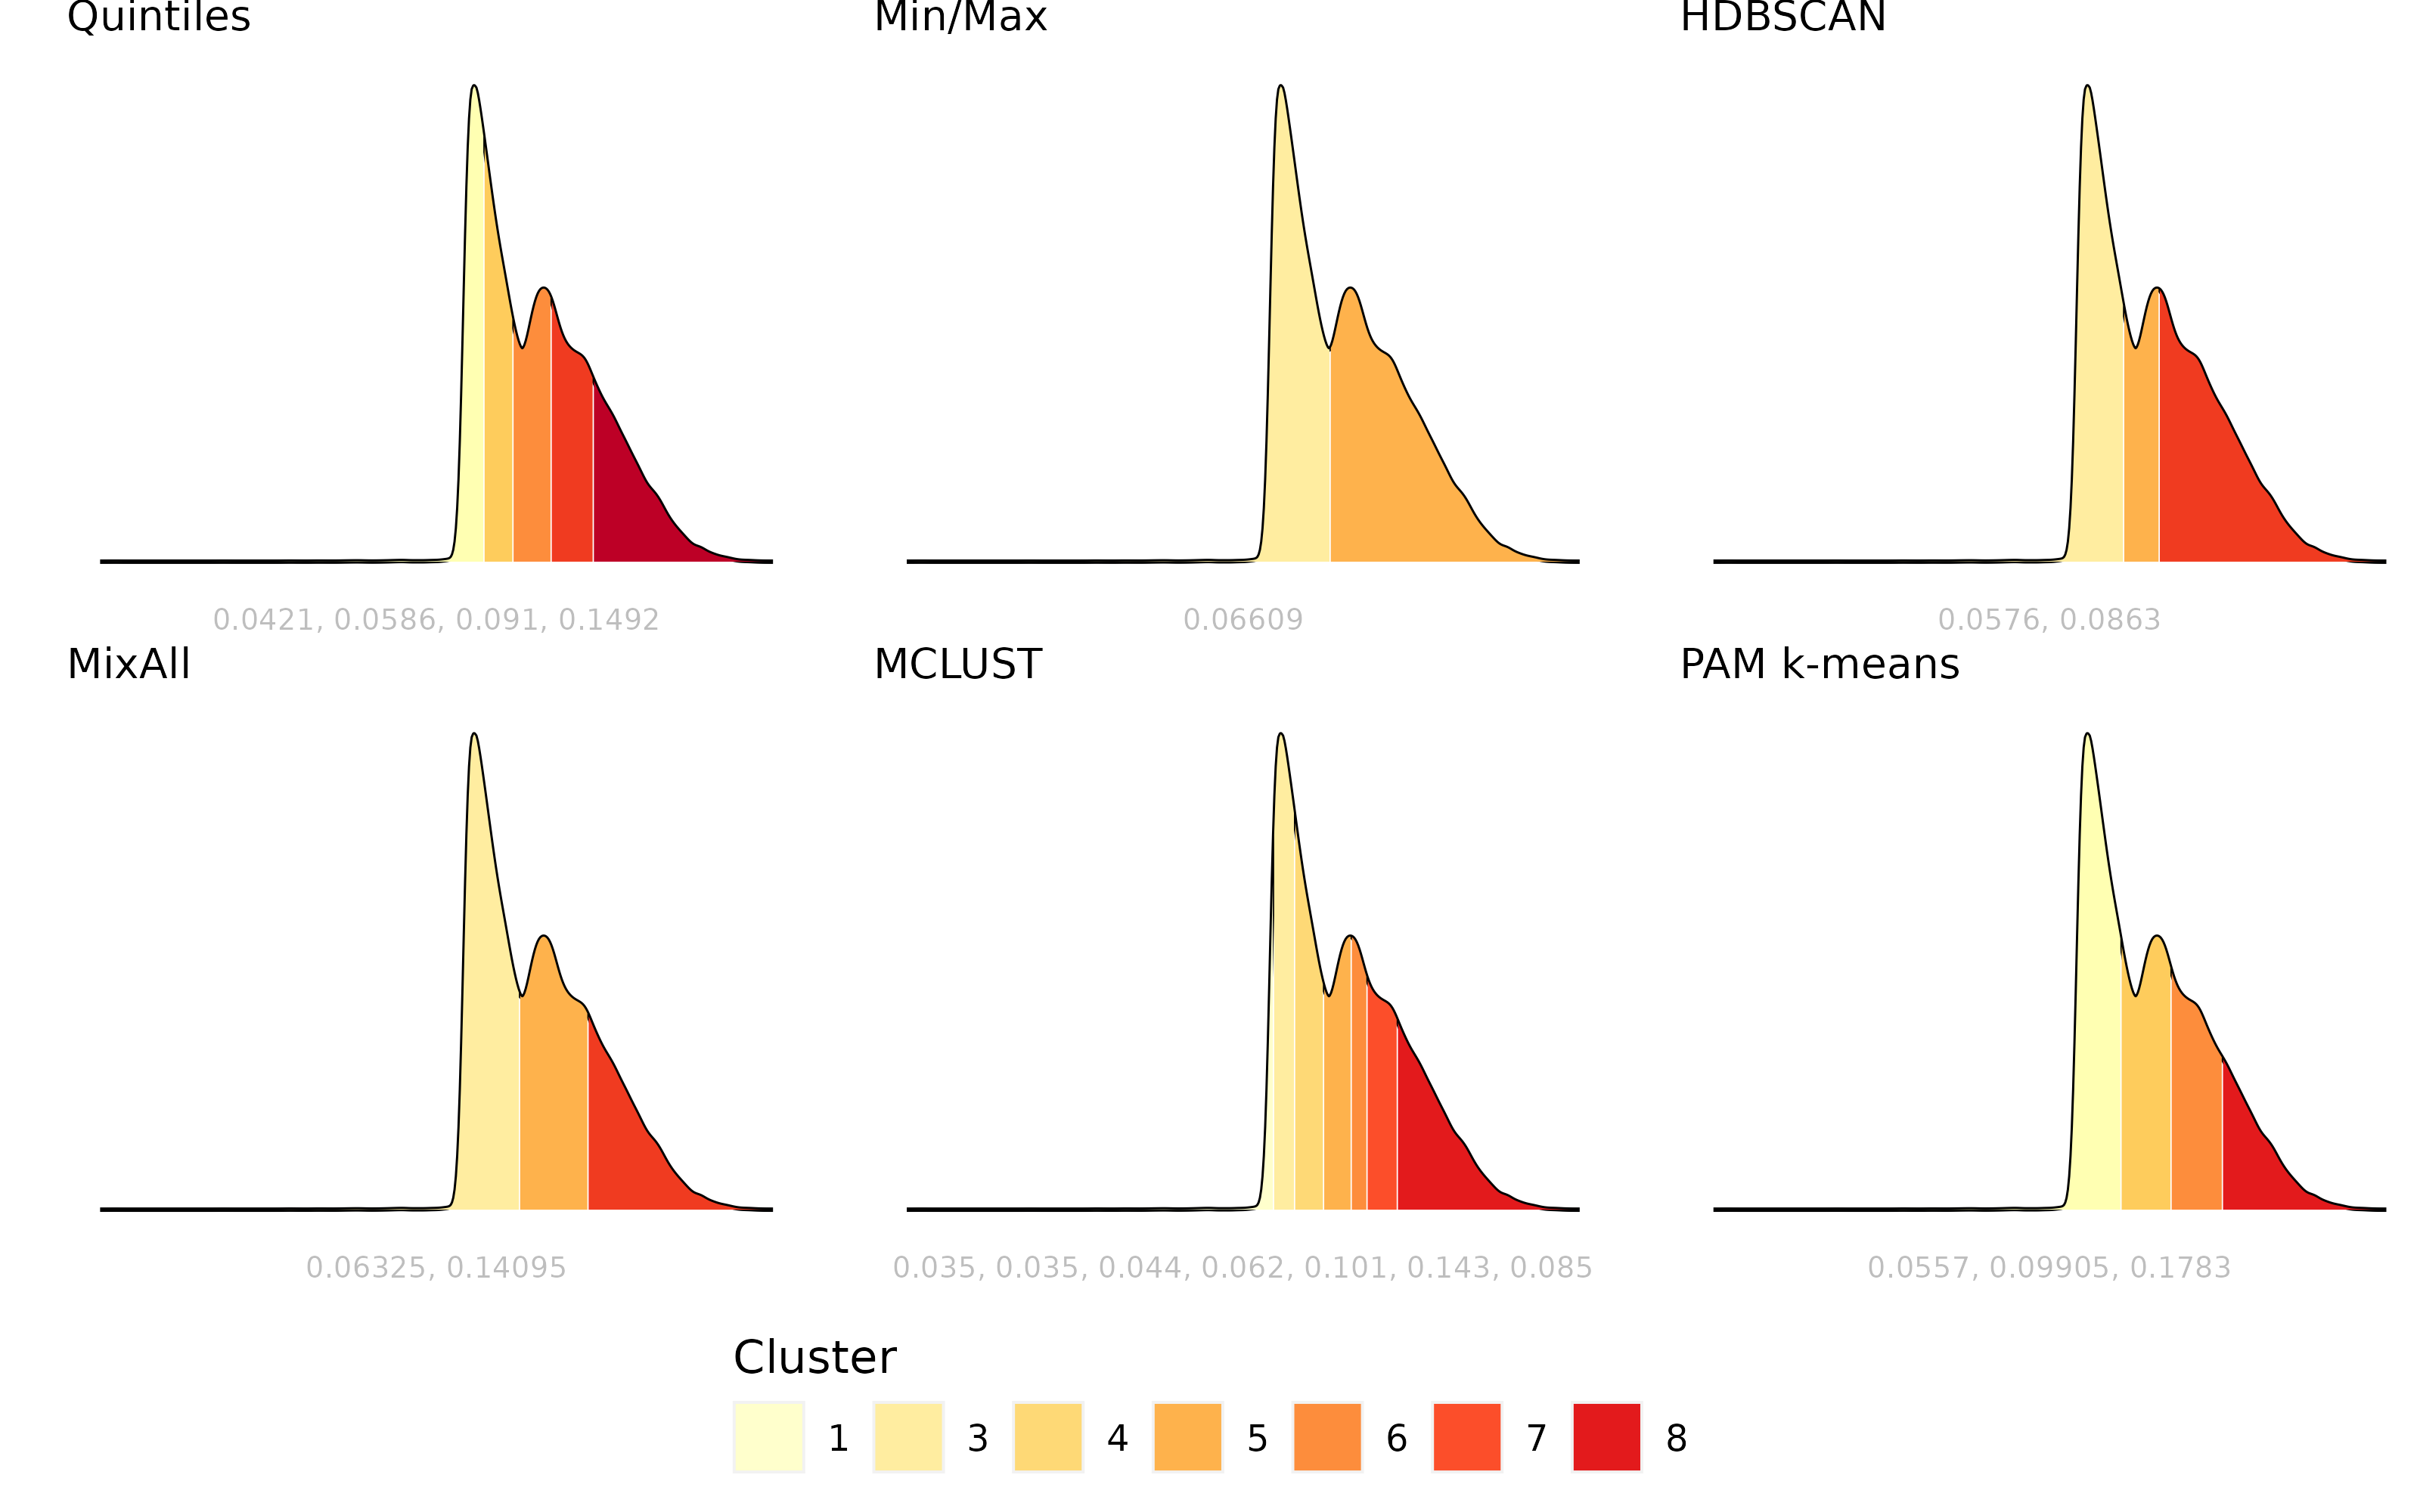 Quintiles
Min/Max
HDBSCAN
0.0421, 0.0586, 0.091, 0.1492
0.06609
0.0576, 0.0863
MixAll
MCLUST
PAM k-means
0.06325, 0.14095
0.035, 0.035, 0.044, 0.062, 0.101, 0.143, 0.085
0.0557, 0.09905, 0.1783
Cluster
1 3 4 5 6 7 8